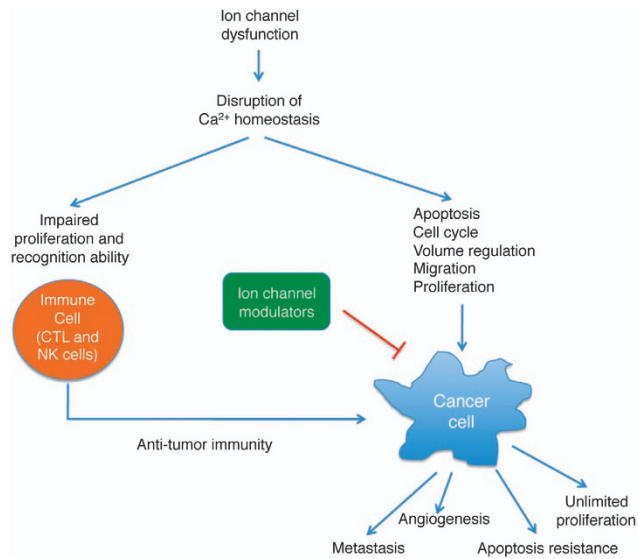 Ion channel
dysfunction
Disruption of
Ca²⁺ homeostasis
Impaired
proliferation and
recognition ability
Apoptosis
Cell cycle
Volume regulation
Migration
Proliferation
Immune
Cell
(CTL and
NK cells)
Ion channel
modulators
Cancer
cell
Anti-tumor immunity
Metastasis
Angiogenesis
Apoptosis resistance
Unlimited
proliferation